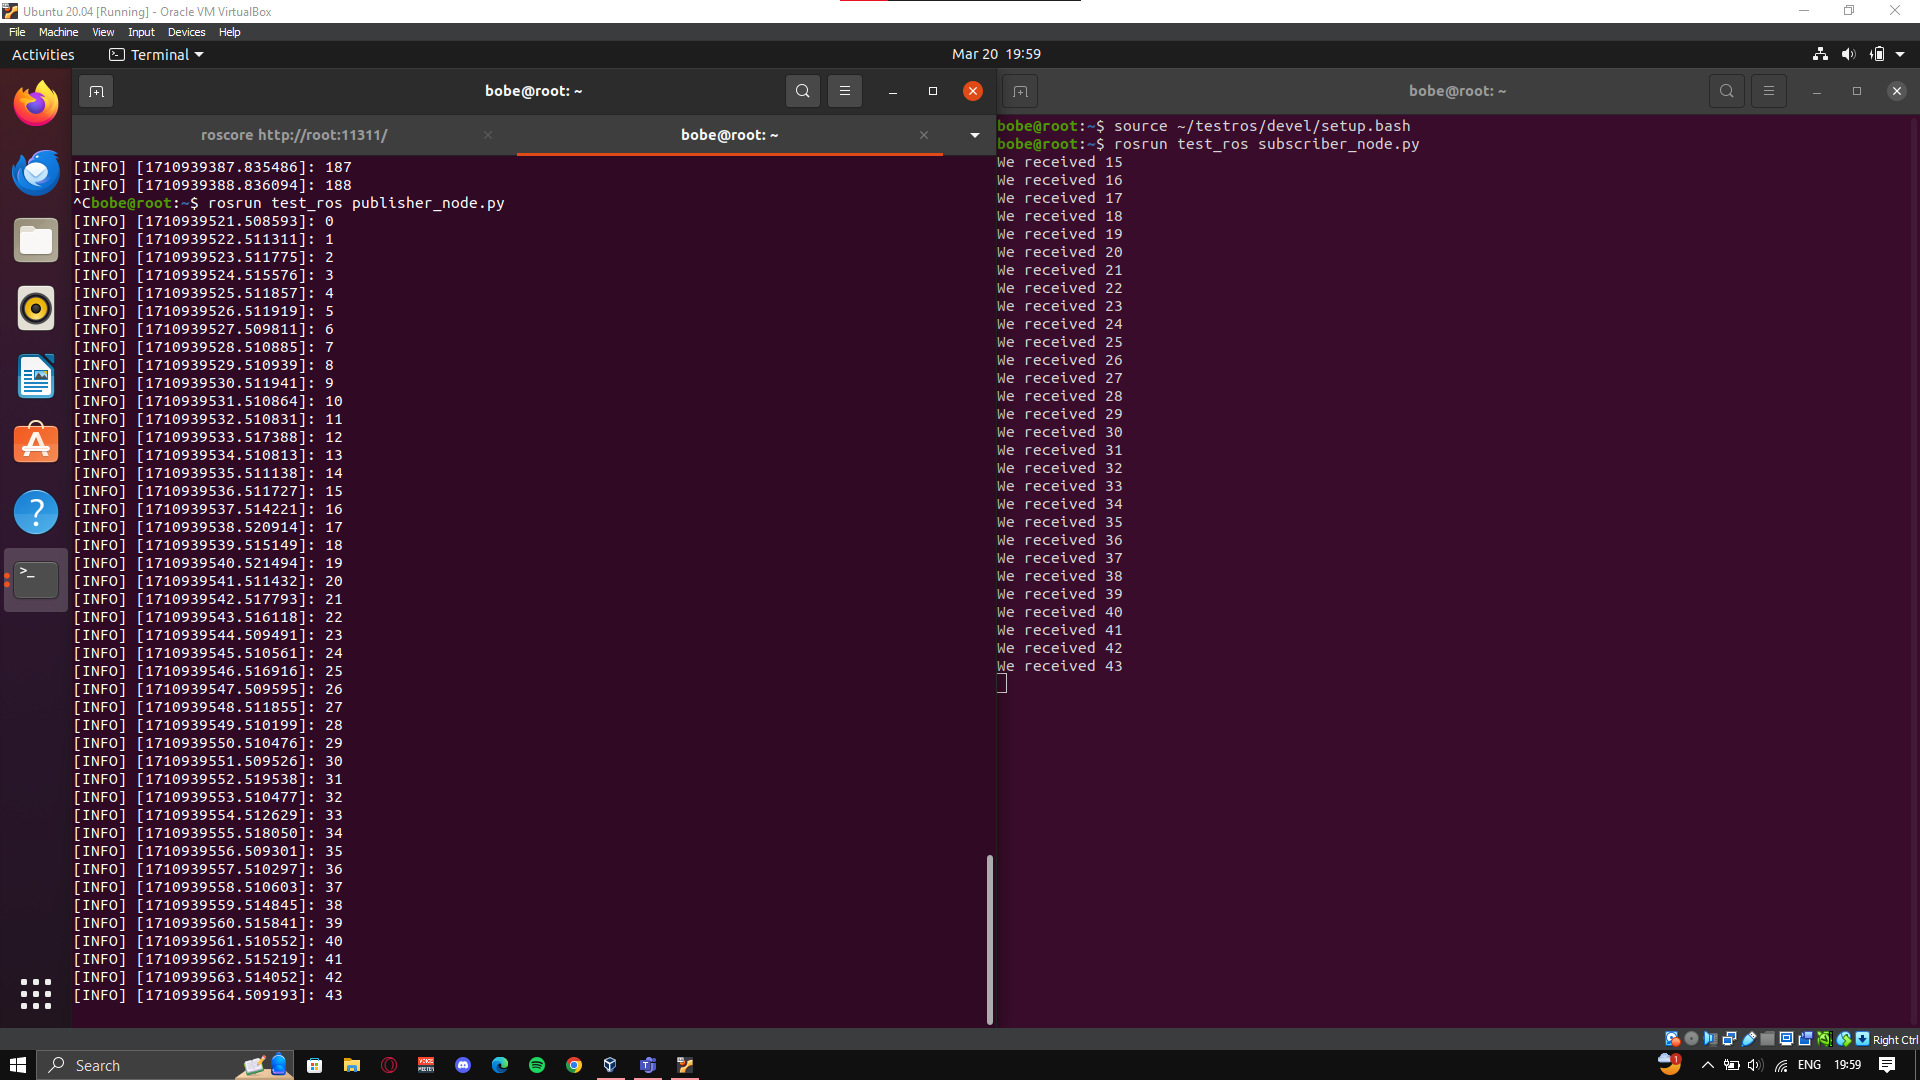 Ubuntu 20.04 [Running] - Oracle VM VirtualBox
File Machine View Input Devices Help
Activities Terminal Mar 20 19:59
bobe@root: ~
roscore http://root:11311/ bobe@root: ~
[INFO] [1710939387.835486]: 187
[INFO] [1710939388.836094]: 188
^Cbobe@root:~$ rosrun test_ros publisher_node.py
[INFO] [1710939521.508593]: 0
[INFO] [1710939522.511311]: 1
[INFO] [1710939523.511775]: 2
[INFO] [1710939524.515576]: 3
[INFO] [1710939525.511857]: 4
[INFO] [1710939526.511919]: 5
[INFO] [1710939527.509811]: 6
[INFO] [1710939528.510885]: 7
[INFO] [1710939529.510939]: 8
[INFO] [1710939530.511941]: 9
[INFO] [1710939531.510864]: 10
[INFO] [1710939532.510831]: 11
[INFO] [1710939533.517388]: 12
[INFO] [1710939534.510813]: 13
[INFO] [1710939535.511138]: 14
[INFO] [1710939536.511727]: 15
[INFO] [1710939537.514221]: 16
[INFO] [1710939538.520914]: 17
[INFO] [1710939539.515149]: 18
[INFO] [1710939540.521494]: 19
[INFO] [1710939541.511432]: 20
[INFO] [1710939542.517793]: 21
[INFO] [1710939543.516118]: 22
[INFO] [1710939544.509491]: 23
[INFO] [1710939545.510561]: 24
[INFO] [1710939546.516916]: 25
[INFO] [1710939547.509595]: 26
[INFO] [1710939548.511855]: 27
[INFO] [1710939549.510199]: 28
[INFO] [1710939550.510476]: 29
[INFO] [1710939551.509526]: 30
[INFO] [1710939552.519538]: 31
[INFO] [1710939553.510477]: 32
[INFO] [1710939554.512629]: 33
[INFO] [1710939555.518050]: 34
[INFO] [1710939556.509301]: 35
[INFO] [1710939557.510297]: 36
[INFO] [1710939558.510603]: 37
[INFO] [1710939559.514845]: 38
[INFO] [1710939560.515841]: 39
[INFO] [1710939561.510552]: 40
[INFO] [1710939562.515219]: 41
[INFO] [1710939563.514052]: 42
[INFO] [1710939564.509193]: 43
bobe@root: ~
bobe@root:~$ source ~/testros/devel/setup.bash
bobe@root:~$ rosrun test_ros subscriber_node.py
We received 15
We received 16
We received 17
We received 18
We received 19
We received 20
We received 21
We received 22
We received 23
We received 24
We received 25
We received 26
We received 27
We received 28
We received 29
We received 30
We received 31
We received 32
We received 33
We received 34
We received 35
We received 36
We received 37
We received 38
We received 39
We received 40
We received 41
We received 42
We received 43
Right Ctrl
Search
ENG 19:59